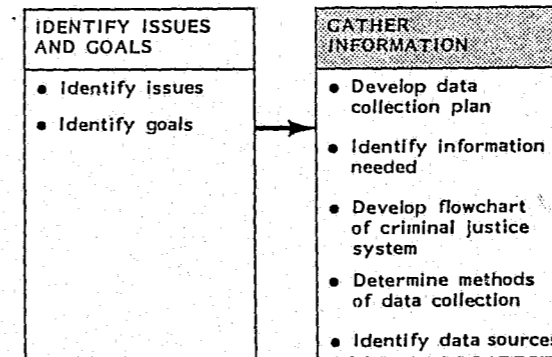 IDENTIFY ISSUES
AND GOALS
• Identify issues
• Identify goals
GATHER
INFORMATION
• Develop data
collection plan
• Identify information
needed
• Develop flowchart
of criminal justice
system
• Determine methods
of data collection
• Identify data sources